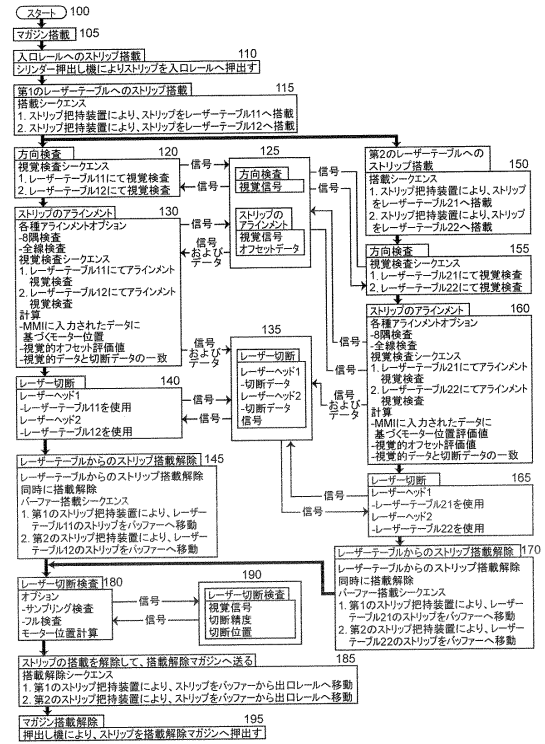 スタート 100
マガジン搭載 105
入口レールへのストリップ搭載 110
シリンダー押出し機によりストリップを入口レールへ押出す
第1のレーザーテーブルへのストリップ搭載 115
搭載シークエンス
1. ストリップ把持装置により、ストリップをレーザーテーブル11へ搭載
2. ストリップ把持装置により、ストリップをレーザーテーブル12へ搭載
方向検査 120
視覚検査シークエンス
1. レーザーテーブル11にて視覚検査
2. レーザーテーブル12にて視覚検査
信号
信号
125
方向検査
視覚信号
ストリップの
アラインメント
視覚信号
オフセットデータ
信号
信号
第2のレーザーテーブルへの
ストリップ搭載 150
搭載シークエンス
1. ストリップ把持装置により、ストリップ
をレーザーテーブル21へ搭載
2. ストリップ把持装置により、ストリップ
をレーザーテーブル22へ搭載
ストリップのアラインメント 130
各種アラインメントオプション
-8隅検査
-全線検査
視覚検査シークエンス
1. レーザーテーブル11にてアラインメント
視覚検査
2. レーザーテーブル12にてアラインメント
視覚検査
計算
-MMIに入力されたデータに
基づくモーター位置
-視覚的オフセット評価値
-視覚的データと切断データの一致
信号
信号
および
データ
方向検査 155
視覚検査シークエンス
1. レーザーテーブル21にて視覚検査
2. レーザーテーブル22にて視覚検査
ストリップのアラインメント 160
各種アラインメントオプション
-8隅検査
-全線検査
視覚検査シークエンス
1. レーザーテーブル21にてアラインメント
視覚検査
2. レーザーテーブル22にてアラインメント
視覚検査
計算
-MMIに入力されたデータに
基づくモーター位置評価値
-視覚的オフセット評価値
-視覚的データと切断データの一致
信号
および
データ
135
レーザー切断
レーザーヘッド1
-切断データ
レーザーヘッド2
-切断データ
信号
信号
信号
および
データ
レーザー切断 140
レーザーヘッド1
-レーザーテーブル11を使用
レーザーヘッド2
-レーザーテーブル12を使用
信号
信号
レーザーテーブルからのストリップ搭載解除 145
レーザーテーブルからのストリップ搭載解除
同時に搭載解除
バーファー搭載シークエンス
1. 第1のストリップ把持装置により、レーザー
テーブル11のストリップをバッファーへ移動
2. 第2のストリップ把持装置により、レーザー
テーブル12のストリップをバッファーへ移動
信号
信号
レーザー切断 165
レーザーヘッド1
-レーザーテーブル21を使用
レーザーヘッド2
-レーザーテーブル22を使用
レーザーテーブルからのストリップ搭載解除 170
レーザーテーブルからのストリップ搭載解除
同時に搭載解除
バーファー搭載シークエンス
1. 第1のストリップ把持装置により、レーザー
テーブル21のストリップをバッファーへ移動
2. 第2のストリップ把持装置により、レーザー
テーブル22のストリップをバッファーへ移動
レーザー切断検査 180
オプション
-サンプリング検査
-フル検査
モーター位置計算
信号
信号
190
レーザー切断検査
視覚信号
切断精度
切断位置
ストリップの搭載を解除して、搭載解除マガジンへ送る 185
搭載解除シークエンス
1. 第1のストリップ把持装置により、ストリップをバッファーから出口レールへ移動
2. 第2のストリップ把持装置により、ストリップをバッファーから出口レールへ移動
マガジン搭載解除 195
押出し機により、ストリップを搭載解除マガジンへ押出す